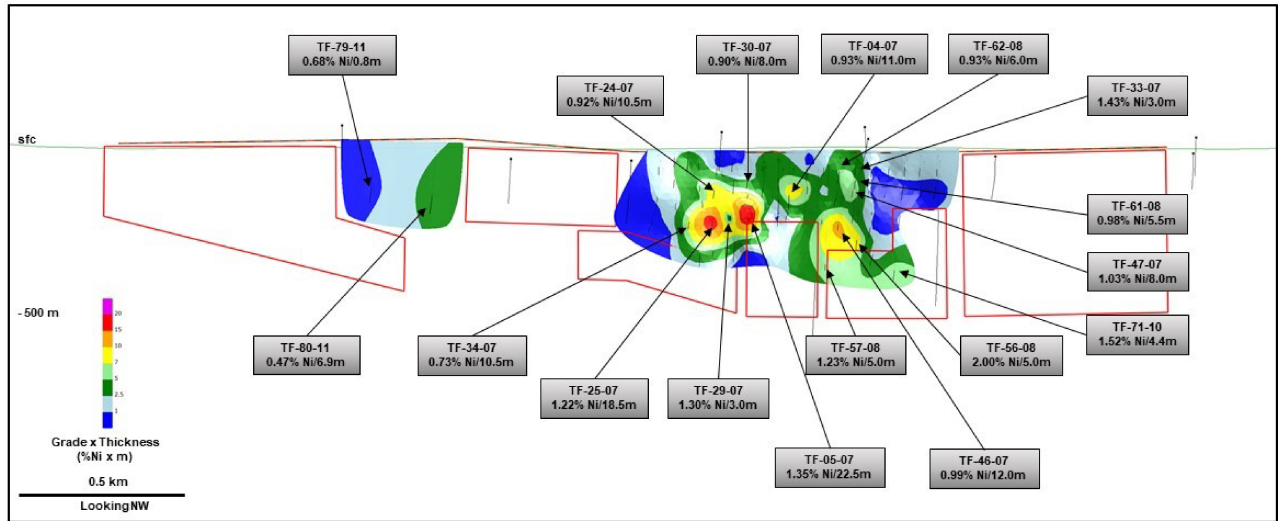 TF-79-11
0.68% Ni/0.8m
TF-30-07
0.90% Ni/8.0m
TF-04-07
0.93% Ni/11.0m
TF-62-08
0.93% Ni/6.0m
TF-24-07
0.92% Ni/10.5m
TF-33-07
1.43% Ni/3.0m
sfc
TF-61-08
0.98% Ni/5.5m
TF-47-07
1.03% Ni/8.0m
- 500 m
TF-71-10
1.52% Ni/4.4m
TF-80-11
0.47% Ni/6.9m
TF-34-07
0.73% Ni/10.5m
TF-57-08
1.23% Ni/5.0m
TF-56-08
2.00% Ni/5.0m
TF-25-07
1.22% Ni/18.5m
TF-29-07
1.30% Ni/3.0m
TF-05-07
1.35% Ni/22.5m
TF-46-07
0.99% Ni/12.0m
20
15
10
7
5
2.5
1
Grade x Thickness
(%Ni x m)
0.5 km
Looking NW